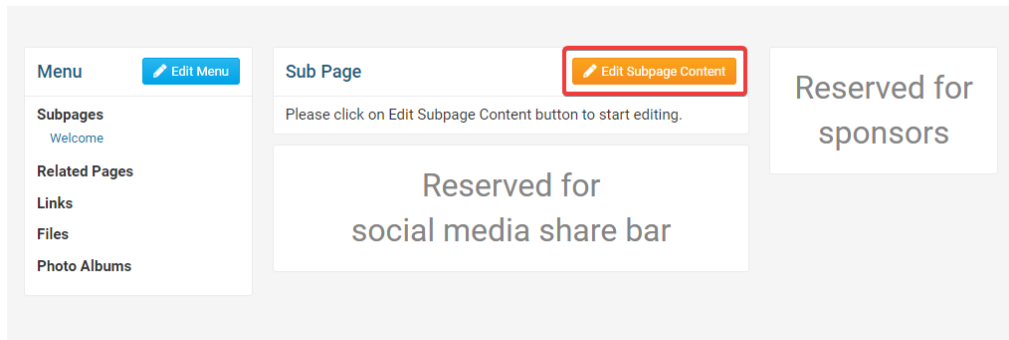 Menu
Edit Menu
Subpages
Welcome
Related Pages
Links
Files
Photo Albums
Sub Page
Edit Subpage Content
Please click on Edit Subpage Content button to start editing.
Reserved for
social media share bar
Reserved for
sponsors